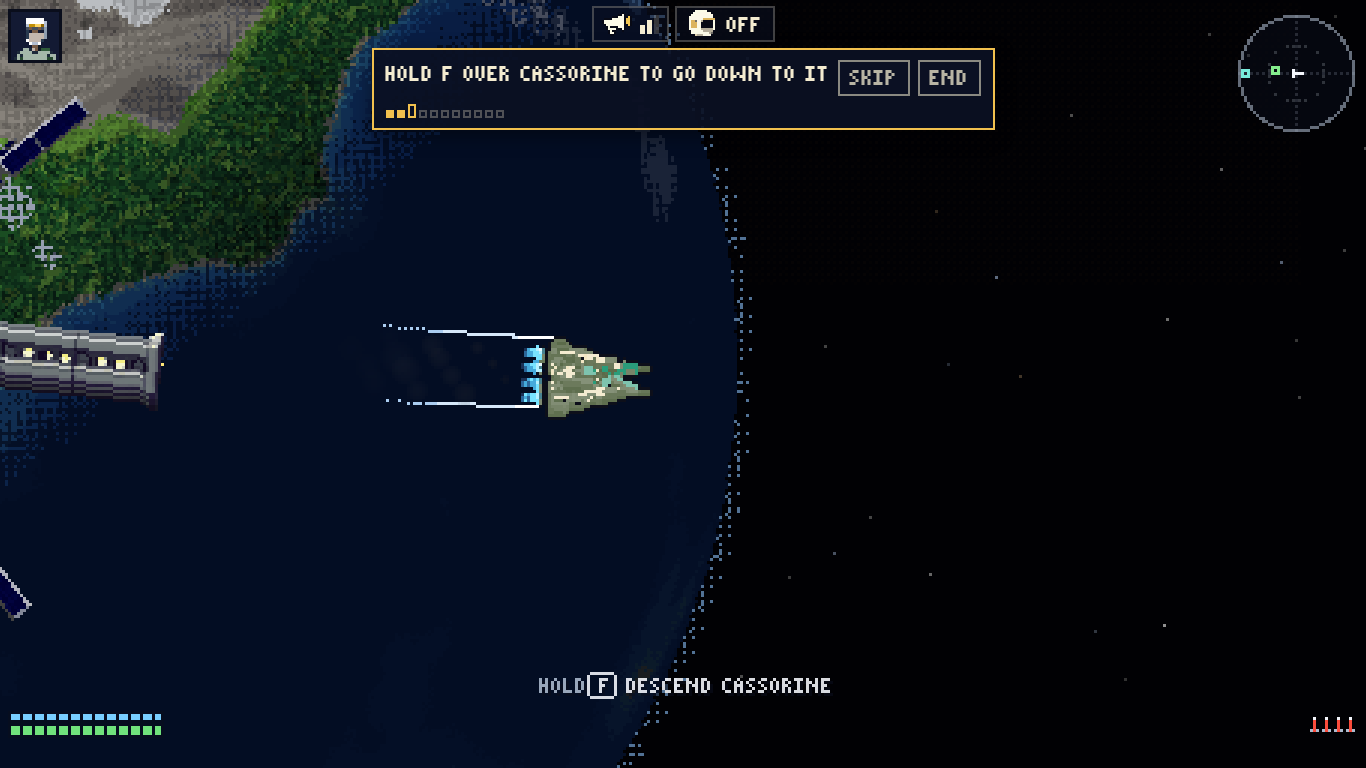 OFF
HOLD F OVER CASSORINE TO GO DOWN TO IT
SKIP
END
HOLD F DESCEND CASSORINE